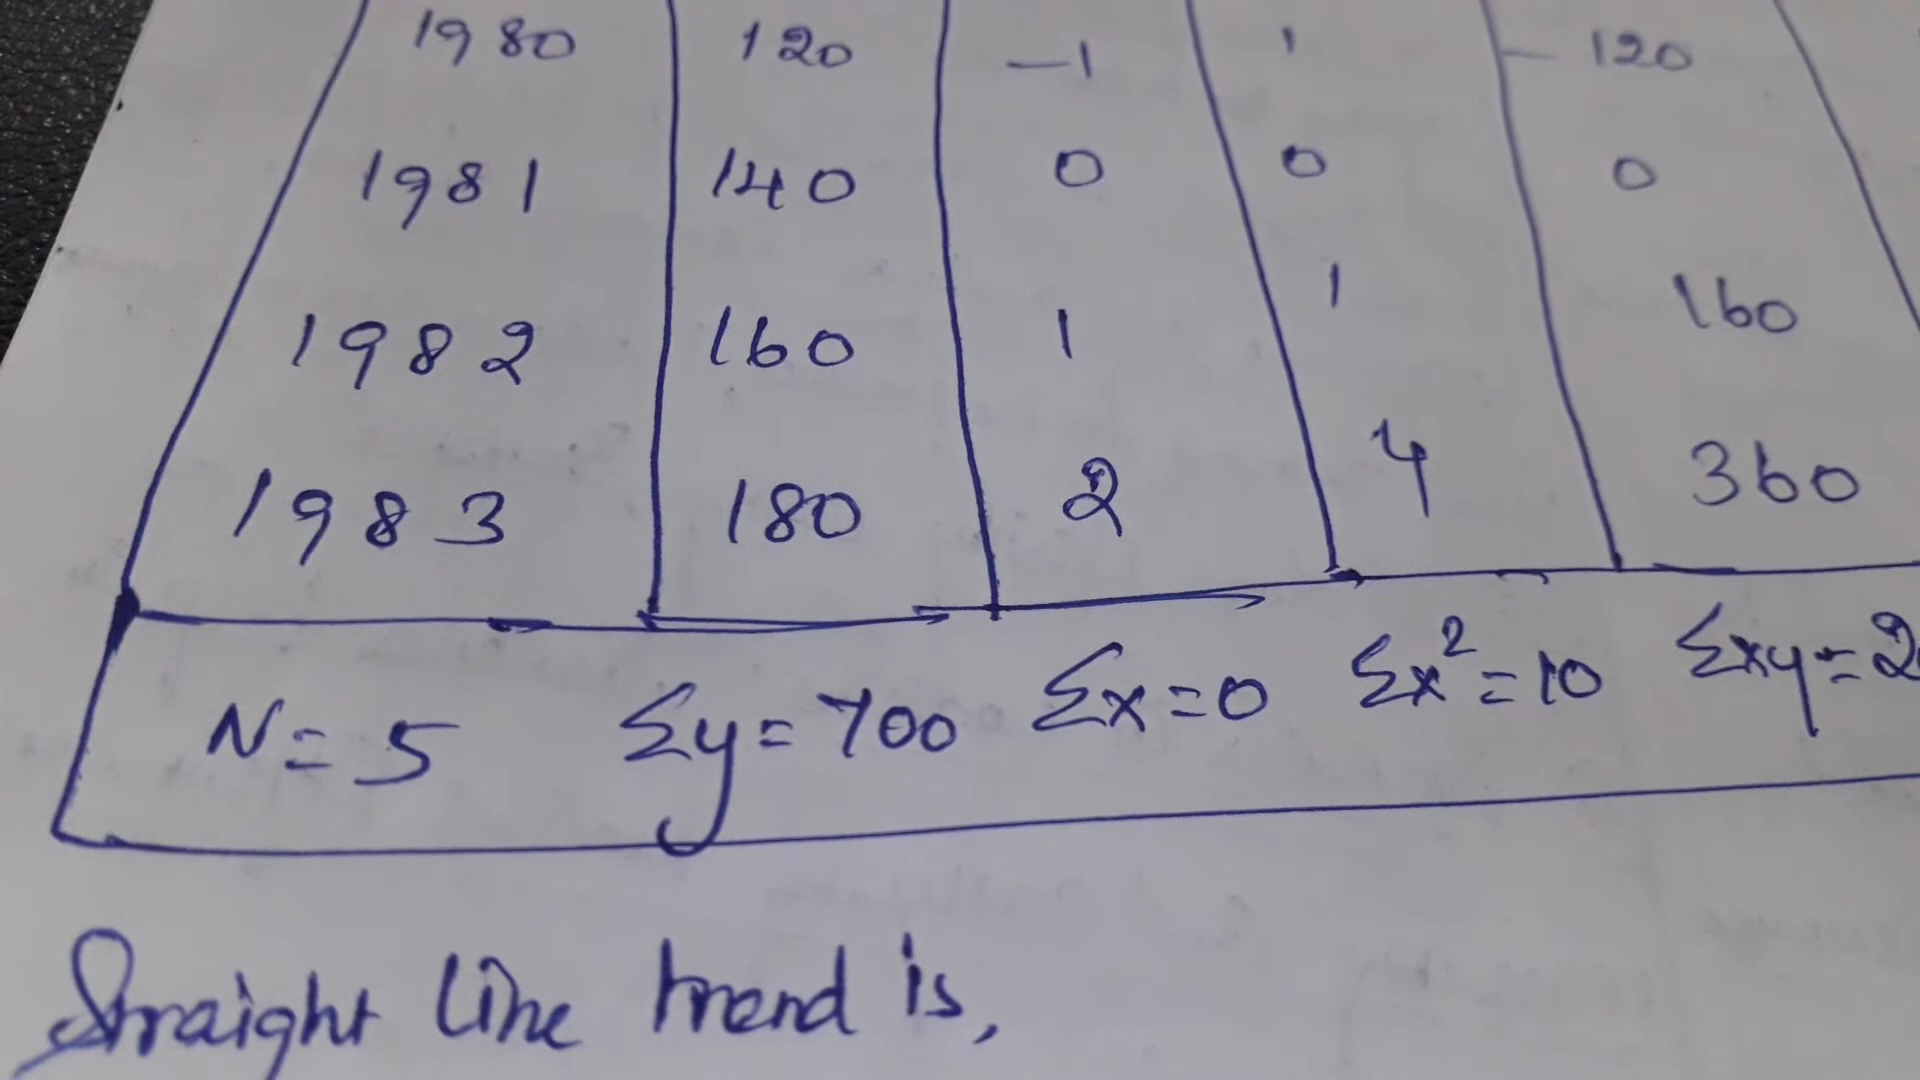 1980 120 -1 1 -120
1981 140 0 0 0
1982 160 1 1 160
1983 180 2 4 360
N=5 Σy=700 Σx=0 Σx²=10 Σxy=2
Straight line trend is,